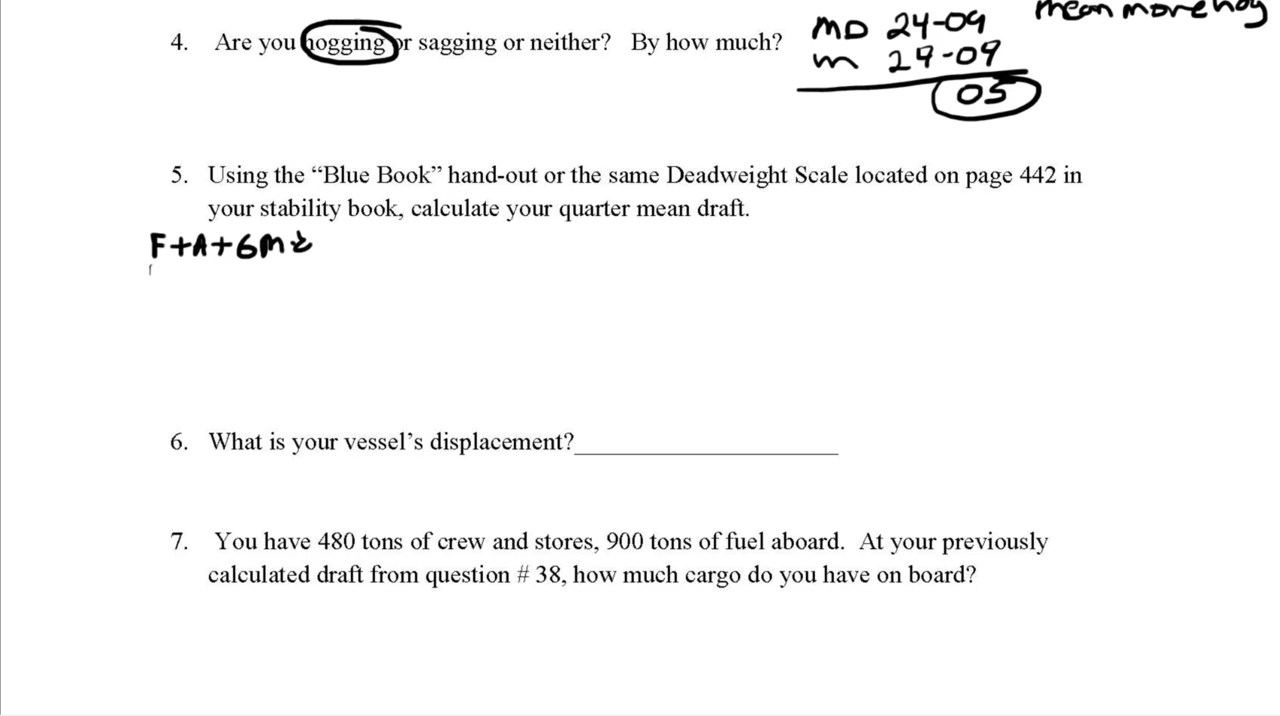 mean more hog
MD 24-09
4. Are you hogging or sagging or neither? By how much?
m 29-09
05
5. Using the “Blue Book” hand-out or the same Deadweight Scale located on page 442 in
your stability book, calculate your quarter mean draft.
F+A+6M
6. What is your vessel’s displacement?
7. You have 480 tons of crew and stores, 900 tons of fuel aboard. At your previously
calculated draft from question # 38, how much cargo do you have on board?